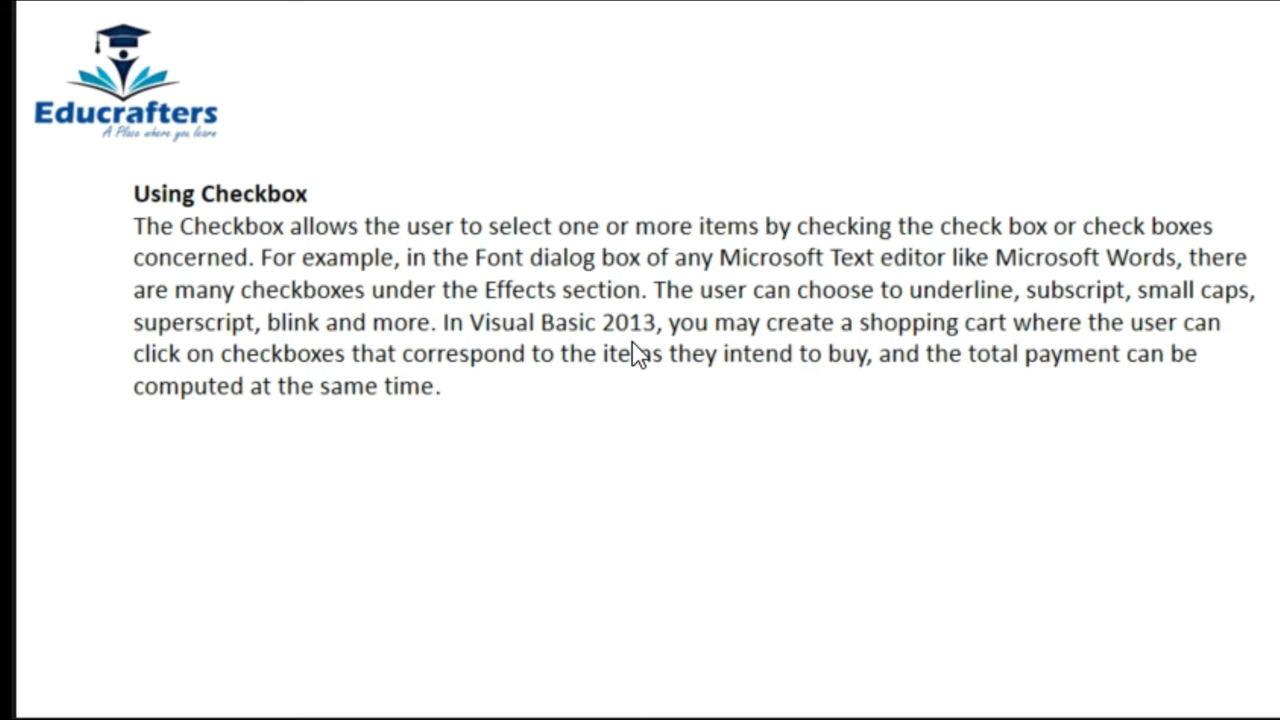 Educrafters
A Place where you learn
Using Checkbox
The Checkbox allows the user to select one or more items by checking the check box or check boxes
concerned. For example, in the Font dialog box of any Microsoft Text editor like Microsoft Words, there
are many checkboxes under the Effects section. The user can choose to underline, subscript, small caps,
superscript, blink and more. In Visual Basic 2013, you may create a shopping cart where the user can
click on checkboxes that correspond to the items they intend to buy, and the total payment can be
computed at the same time.